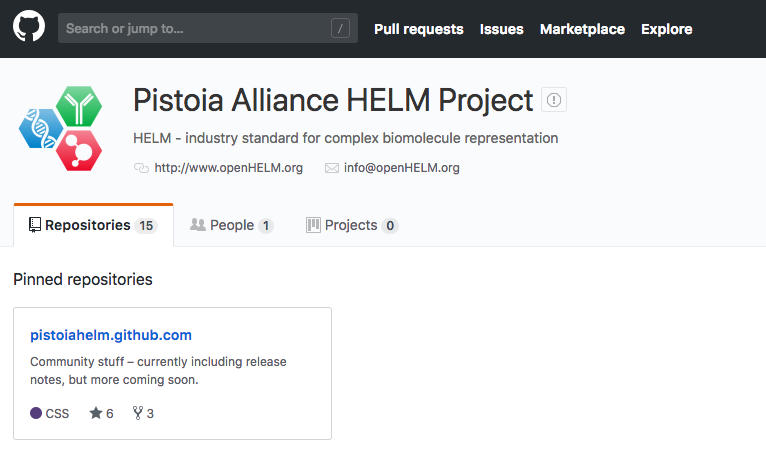 Search or jump to... /
Pull requests Issues Marketplace Explore
Pistoia Alliance HELM Project
HELM - industry standard for complex biomolecule representation
http://www.openHELM.org info@openHELM.org
Repositories 15 People 1 Projects 0
Pinned repositories
pistoiahelm.github.com
Community stuff – currently including release
notes, but more coming soon.
CSS 6 3